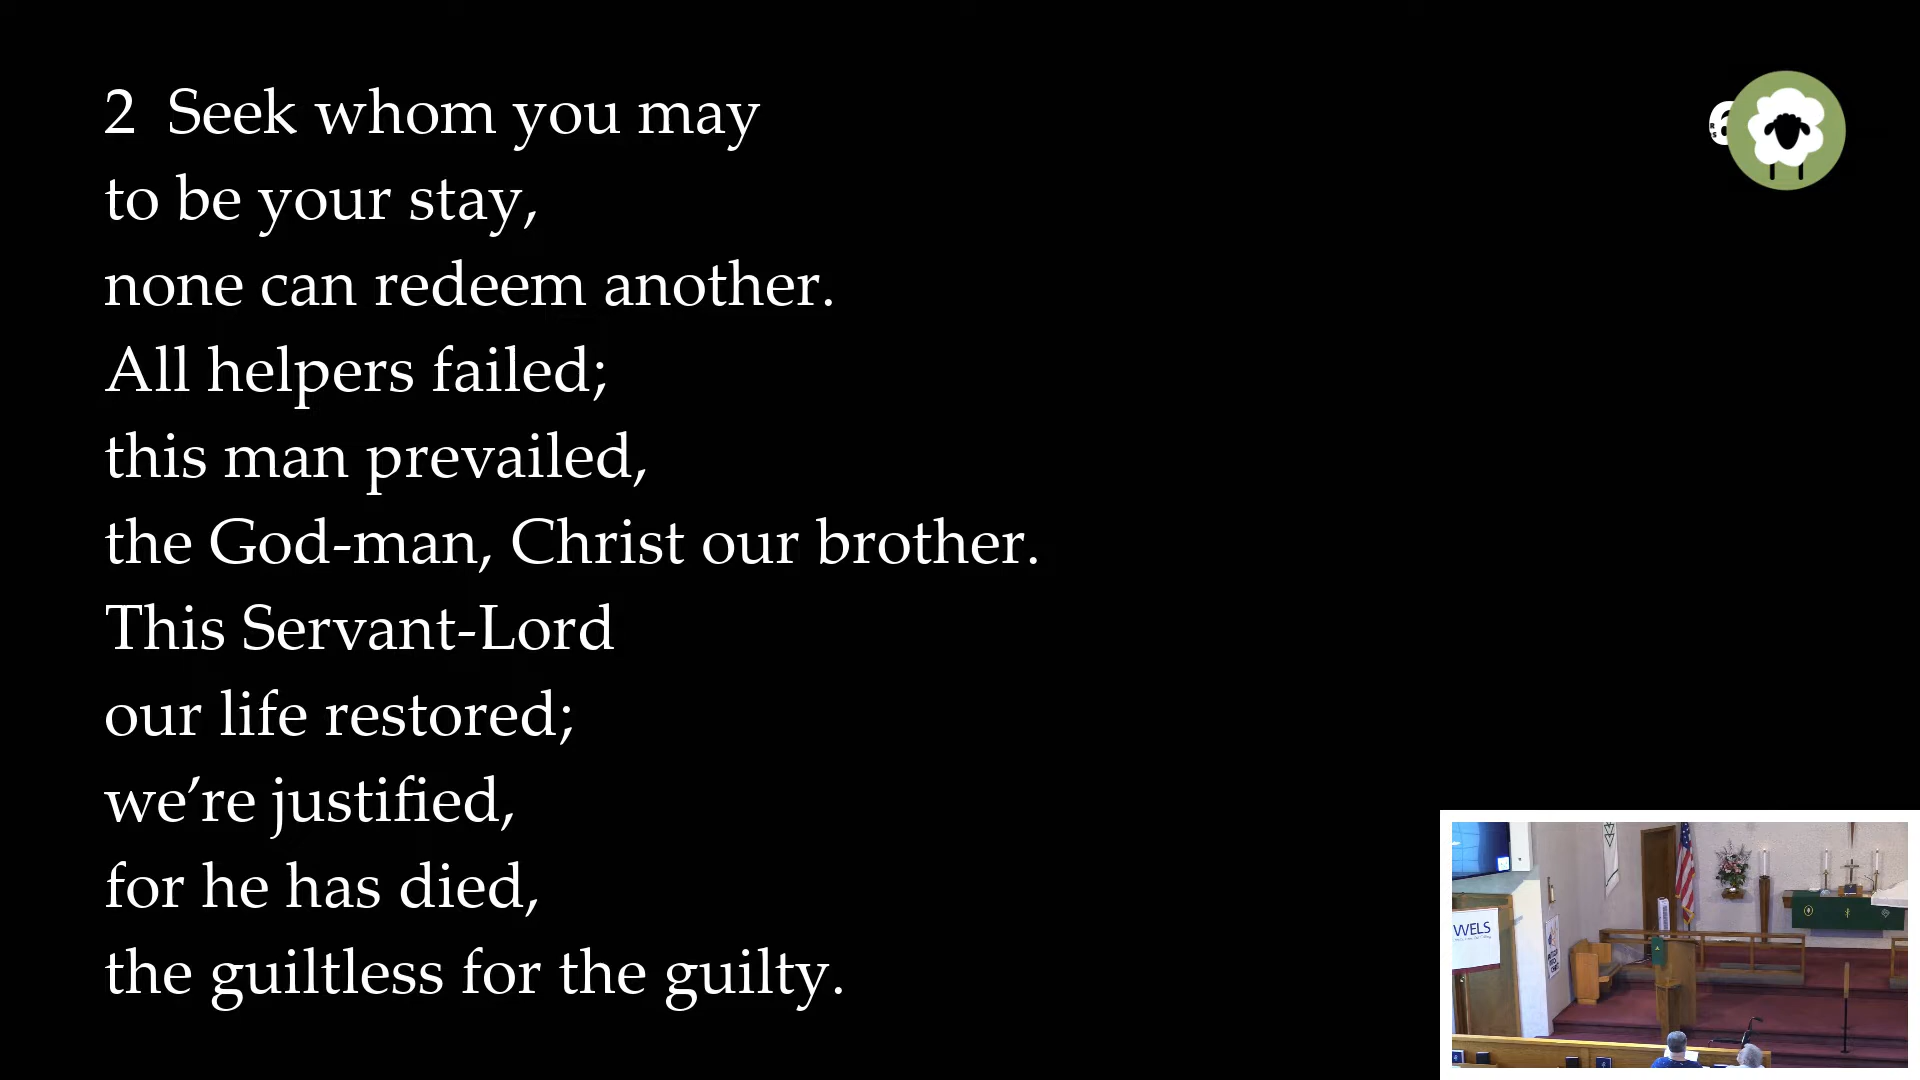 2 Seek whom you may
to be your stay,
none can redeem another.
All helpers failed;
this man prevailed,
the God-man, Christ our brother.
This Servant-Lord
our life restored;
we’re justified,
for he has died,
the guiltless for the guilty.
6
WELS